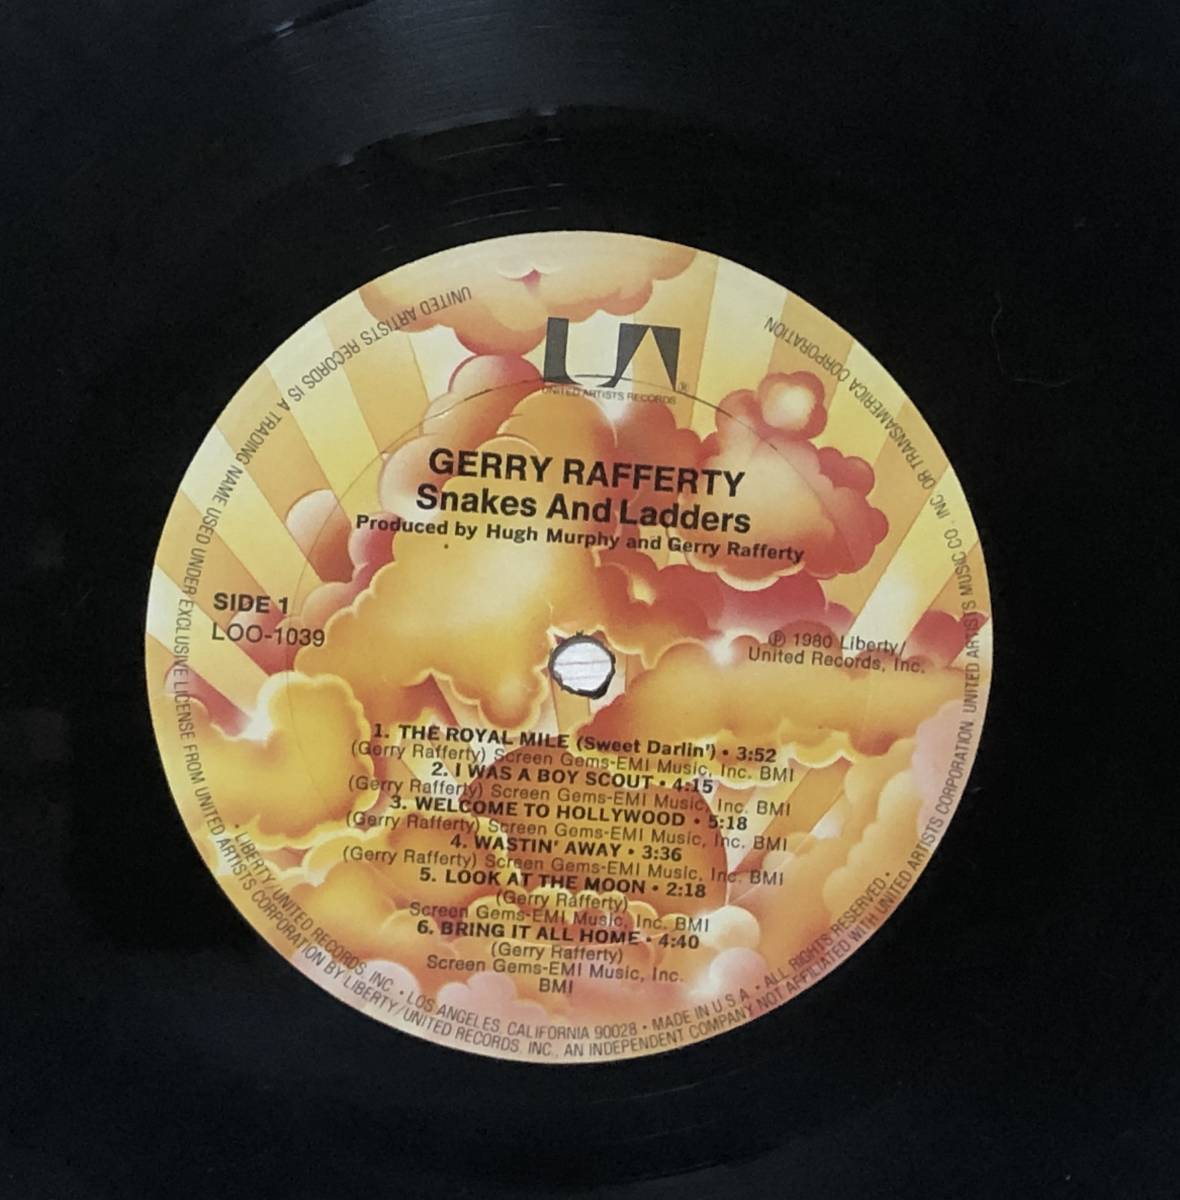 UA®
UNITED ARTISTS RECORDS
GERRY RAFFERTY
Snakes And Ladders
Produced by Hugh Murphy and Gerry Rafferty
SIDE 1
LOO-1039
℗ 1980 Liberty/
United Records, Inc.
1. THE ROYAL MILE (Sweet Darlin') • 3:52
(Gerry Rafferty) Screen Gems-EMI Music, Inc. BMI
2. I WAS A BOY SCOUT • 4:15
(Gerry Rafferty) Screen Gems-EMI Music, Inc. BMI
3. WELCOME TO HOLLYWOOD • 5:18
(Gerry Rafferty) Screen Gems-EMI Music, Inc. BMI
4. WASTIN' AWAY • 3:36
(Gerry Rafferty) Screen Gems-EMI Music, Inc. BMI
5. LOOK AT THE MOON • 2:18
(Gerry Rafferty)
Screen Gems-EMI Music, Inc. BMI
6. BRING IT ALL HOME • 4:40
(Gerry Rafferty)
Screen Gems-EMI Music, Inc.
BMI
• LIBERTY/UNITED RECORDS, INC. • LOS ANGELES, CALIFORNIA 90028 • MADE IN U.S.A. • ALL RIGHTS RESERVED •
UNITED ARTISTS RECORDS IS A TRADING NAME USED UNDER EXCLUSIVE LICENSE FROM UNITED ARTISTS CORPORATION BY LIBERTY/UNITED RECORDS, INC., AN INDEPENDENT COMPANY NOT AFFILIATED WITH UNITED ARTISTS CORPORATION, UNITED ARTISTS MUSIC CO., INC. OR TRANSAMERICA CORPORATION